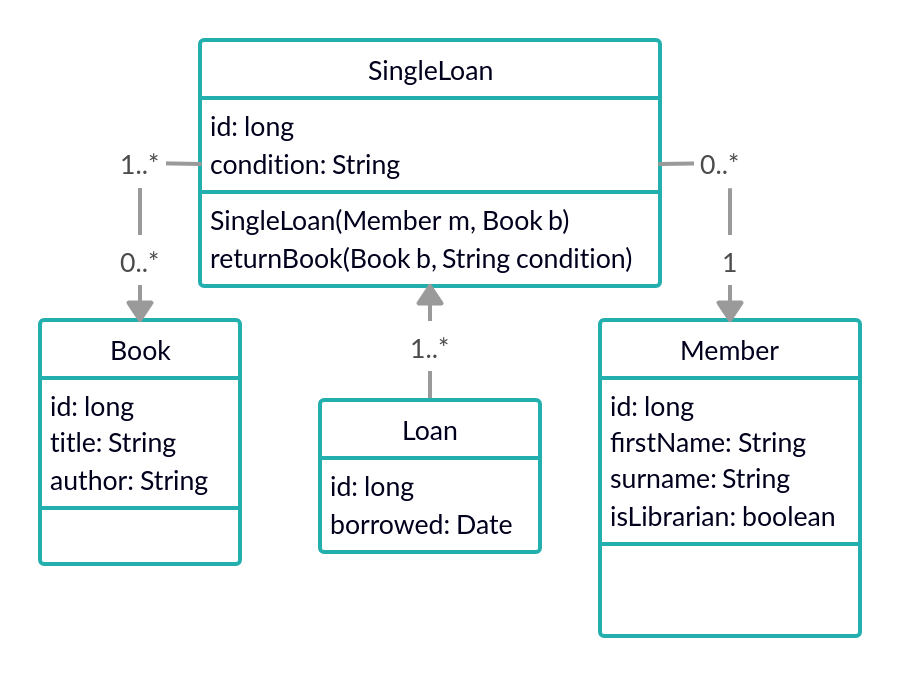 SingleLoan
id: long
condition: String
SingleLoan(Member m, Book b)
returnBook(Book b, String condition)
1..*
0..*
0..*
1
1..*
Book
id: long
title: String
author: String
Loan
id: long
borrowed: Date
Member
id: long
firstName: String
surname: String
isLibrarian: boolean